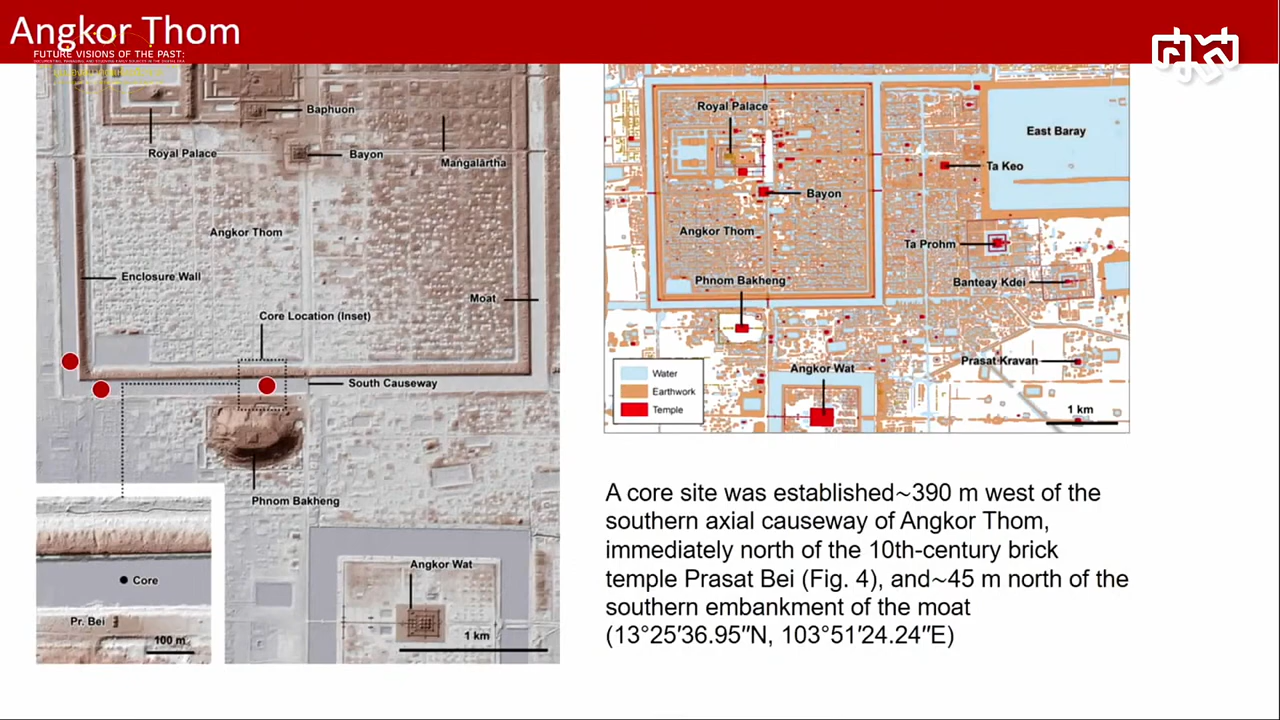 Angkor Thom
FUTURE VISIONS OF THE PAST:
Baphuon
Royal Palace
Bayon
Maṅgalārtha
Angkor Thom
Enclosure Wall
Moat
Core Location (Inset)
South Causeway
Phnom Bakheng
Angkor Wat
1 km
Core
Pr. Bei
100 m
Royal Palace
East Baray
Ta Keo
Bayon
Angkor Thom
Ta Prohm
Phnom Bakheng
Banteay Kdei
Prasat Kravan
Angkor Wat
Water
Earthwork
Temple
1 km
A core site was established~390 m west of the
southern axial causeway of Angkor Thom,
immediately north of the 10th-century brick
temple Prasat Bei (Fig. 4), and~45 m north of the
southern embankment of the moat
(13°25′36.95″N, 103°51′24.24″E)